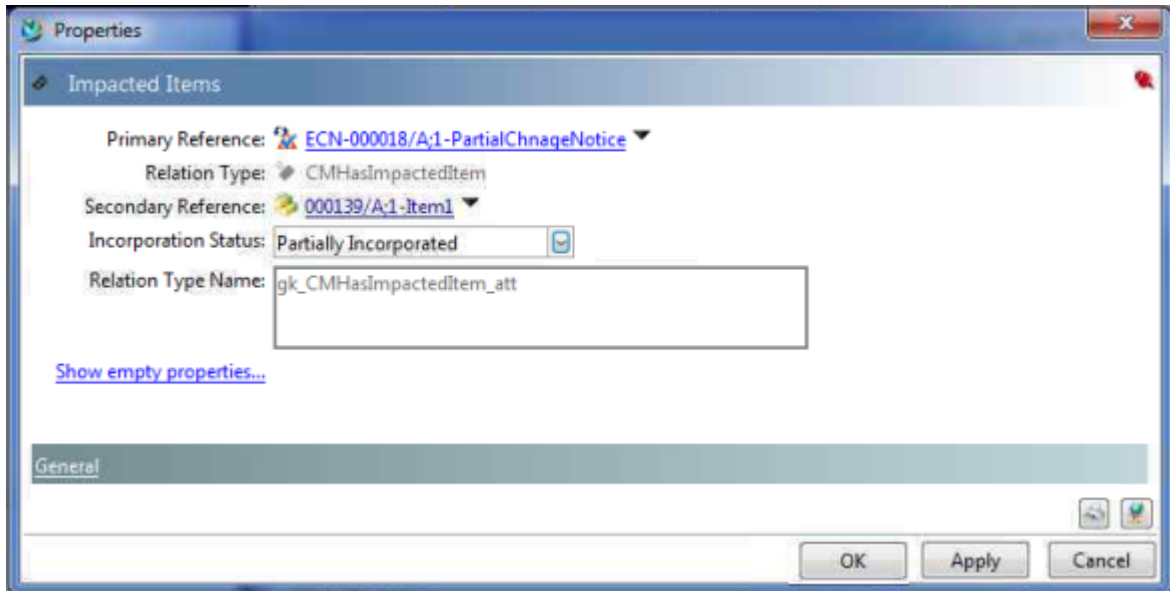 Properties
Impacted Items
Primary Reference: ECN-000018/A;1-PartialChnageNotice
Relation Type: CMHasImpactedItem
Secondary Reference: 000139/A;1-Item1
Incorporation Status: Partially Incorporated
Relation Type Name: gk_CMHasImpactedItem_att
Show empty properties...
General
OK Apply Cancel